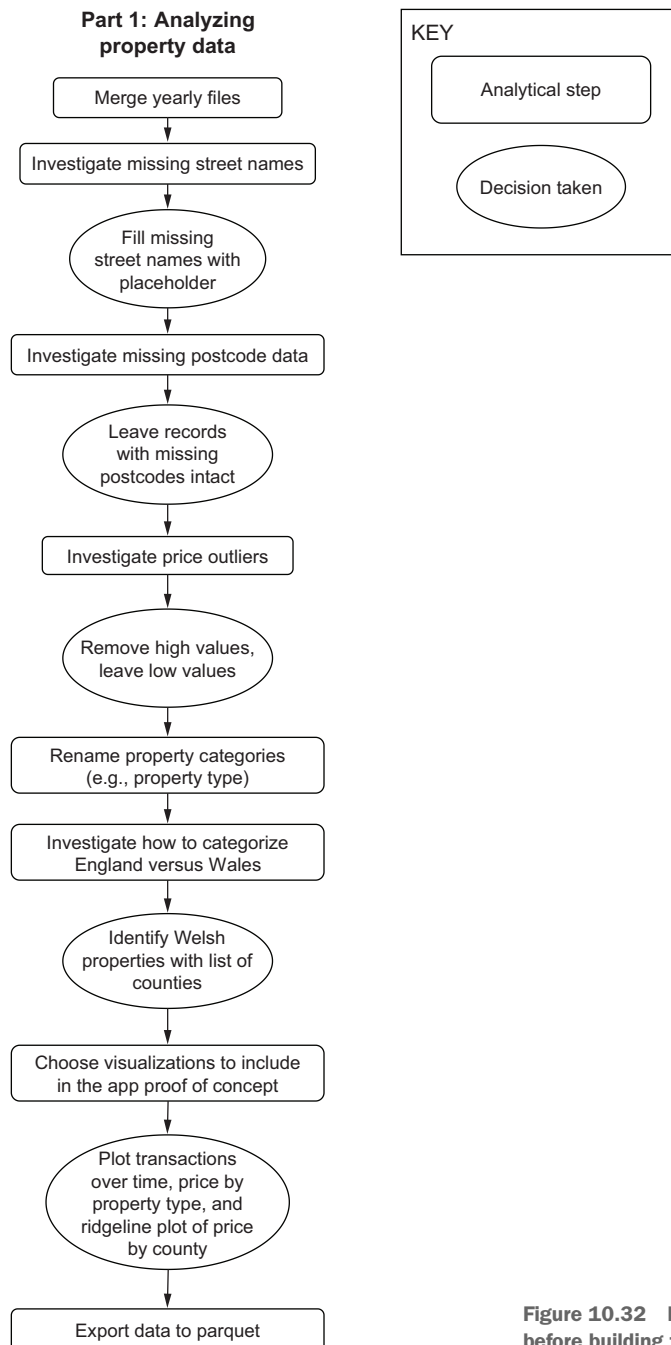 Part 1: Analyzing
property data
Merge yearly files
Investigate missing street names
Fill missing
street names with
placeholder
Investigate missing postcode data
Leave records
with missing
postcodes intact
Investigate price outliers
Remove high values,
leave low values
Rename property categories
(e.g., property type)
Investigate how to categorize
England versus Wales
Identify Welsh
properties with list of
counties
Choose visualizations to include
in the app proof of concept
Plot transactions
over time, price by
property type, and
ridgeline plot of price
by county
Export data to parquet
KEY
Analytical step
Decision taken
Figure 10.32
before building